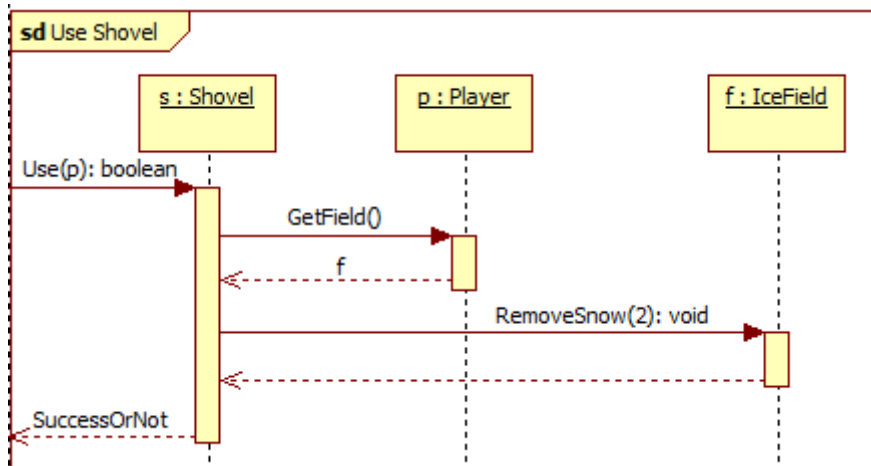 sd Use Shovel
s : Shovel
p : Player
f : IceField
Use(p): boolean
GetField()
f
RemoveSnow(2): void
SuccessOrNot